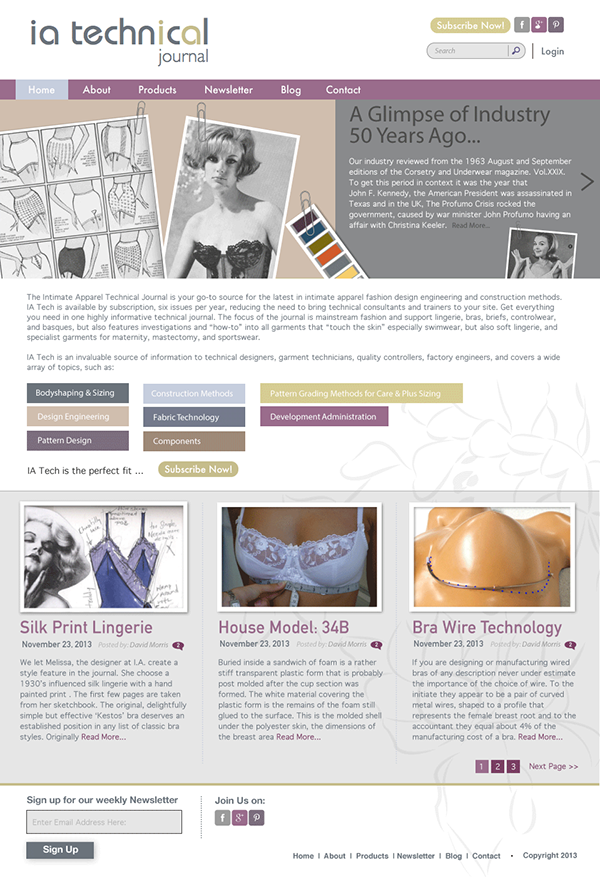 ia technical
journal
Subscribe Now!
Search
Login
Home About Products Newsletter Blog Contact
A Glimpse of Industry
50 Years Ago...
Our industry reviewed from the 1963 August and September
editions of the Corsetry and Underwear magazine. Vol.XXIX.
To get this period in context it was the year that
John F. Kennedy, the American President was assassinated in
Texas and in the UK, The Profumo Crisis rocked the
government, caused by war minister John Profumo having an
affair with Christina Keeler. Read More...
The Intimate Apparel Technical Journal is your go-to source for the latest in intimate apparel fashion design engineering and construction methods.
IA Tech is available by subscription, six issues per year, reducing the need to bring technical consultants and trainers to your site. Get everything
you need in one highly informative technical journal. The focus of the journal is mainstream fashion and support lingerie, bras, briefs, controlwear,
and basques, but also features investigations and "how-to" into all garments that "touch the skin" especially swimwear, but also soft lingerie, and
specialist garments for maternity, mastectomy, and sportswear.
IA Tech is an invaluable source of information to technical designers, garment technicians, quality controllers, factory engineers, and covers a wide
array of topics, such as:
Bodyshaping & Sizing
Construction Methods
Pattern Grading Methods for Care & Plus Sizing
Design Engineering
Fabric Technology
Development Administration
Pattern Design
Components
IA Tech is the perfect fit ...
Subscribe Now!
Silk Print Lingerie
November 23, 2013 Posted by: David Morris 2
We let Melissa, the designer at I.A. create a
style feature in the journal. She choose a
1930's influenced silk lingerie with a hand
painted print . The first few pages are taken
from her sketchbook. The original, delightfully
simple but effective 'Kestos' bra deserves an
established position in any list of classic bra
styles. Originally Read More...
House Model: 34B
November 23, 2013 Posted by: David Morris 2
Buried inside a sandwich of foam is a rather
stiff transparent plastic form that is probably
post molded after the cup section was
formed. The white material covering the
plastic form is the remains of the foam still
glued to the surface. This is the molded shell
under the polyester skin, the dimensions of
the breast area Read More...
Bra Wire Technology
November 23, 2013 Posted by: David Morris 2
If you are designing or manufacturing wired
bras of any description never under estimate
the importance of the choice of wire. To the
initiate they appear to be a pair of curved
metal wires, shaped to a profile that
represents the female breast root and to the
accountant they equal about 4% of the
manufacturing cost of a bra. Read More...
1 2 3 Next Page >>
Sign up for our weekly Newsletter
Enter Email Address Here:
Sign Up
Join Us on:
Home I About I Products I Newsletter I Blog I Contact • Copyright 2013